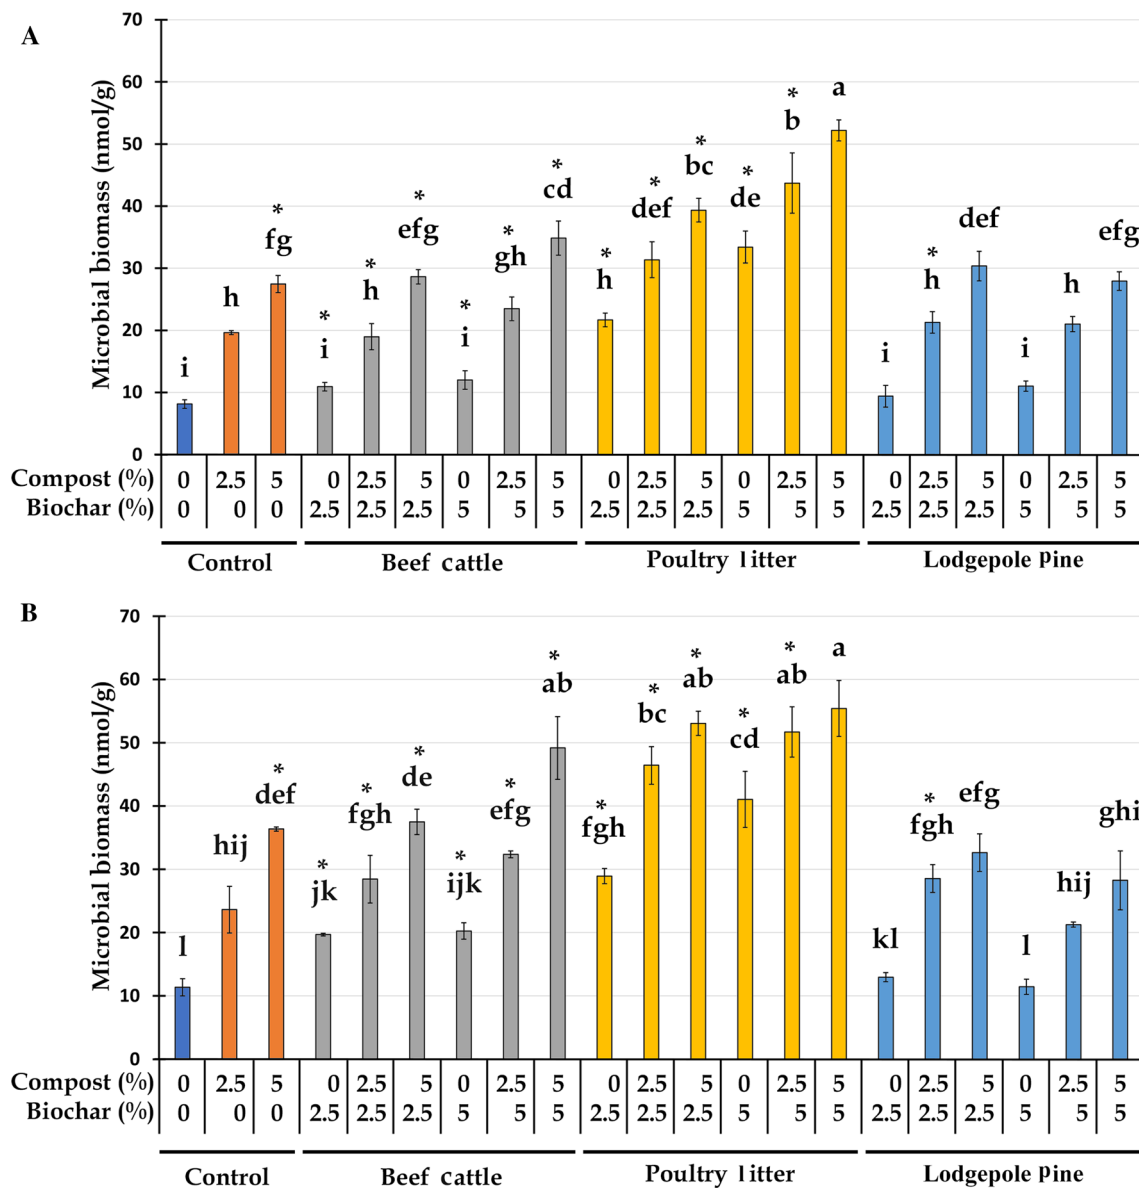 A
Microbial biomass (nmol/g)
70
60
50
40
30
20
10
0
i
h
* fg
* i
* h
* efg
* i
* gh
* cd
* h
* def
* bc
* de
* b
a
i
* h
def
i
h
efg
Compost (%) 0 2.5 5 0 2.5 5 0 2.5 5 0 2.5 5 0 2.5 5 0 2.5 5 0 2.5 5
Biochar (%) 0 0 0 2.5 2.5 2.5 5 5 5 2.5 2.5 2.5 5 5 5 2.5 2.5 2.5 5 5 5
Control Beef cattle Poultry litter Lodgepole pine
B
Microbial biomass (nmol/g)
70
60
50
40
30
20
10
0
l
hij
* def
* jk
* fgh
* de
* ijk
* efg
* ab
* fgh
* bc
* ab
* cd
* ab
a
kl
* fgh
efg
l
hij
ghi
Compost (%) 0 2.5 5 0 2.5 5 0 2.5 5 0 2.5 5 0 2.5 5 0 2.5 5 0 2.5 5
Biochar (%) 0 0 0 2.5 2.5 2.5 5 5 5 2.5 2.5 2.5 5 5 5 2.5 2.5 2.5 5 5 5
Control Beef cattle Poultry litter Lodgepole pine